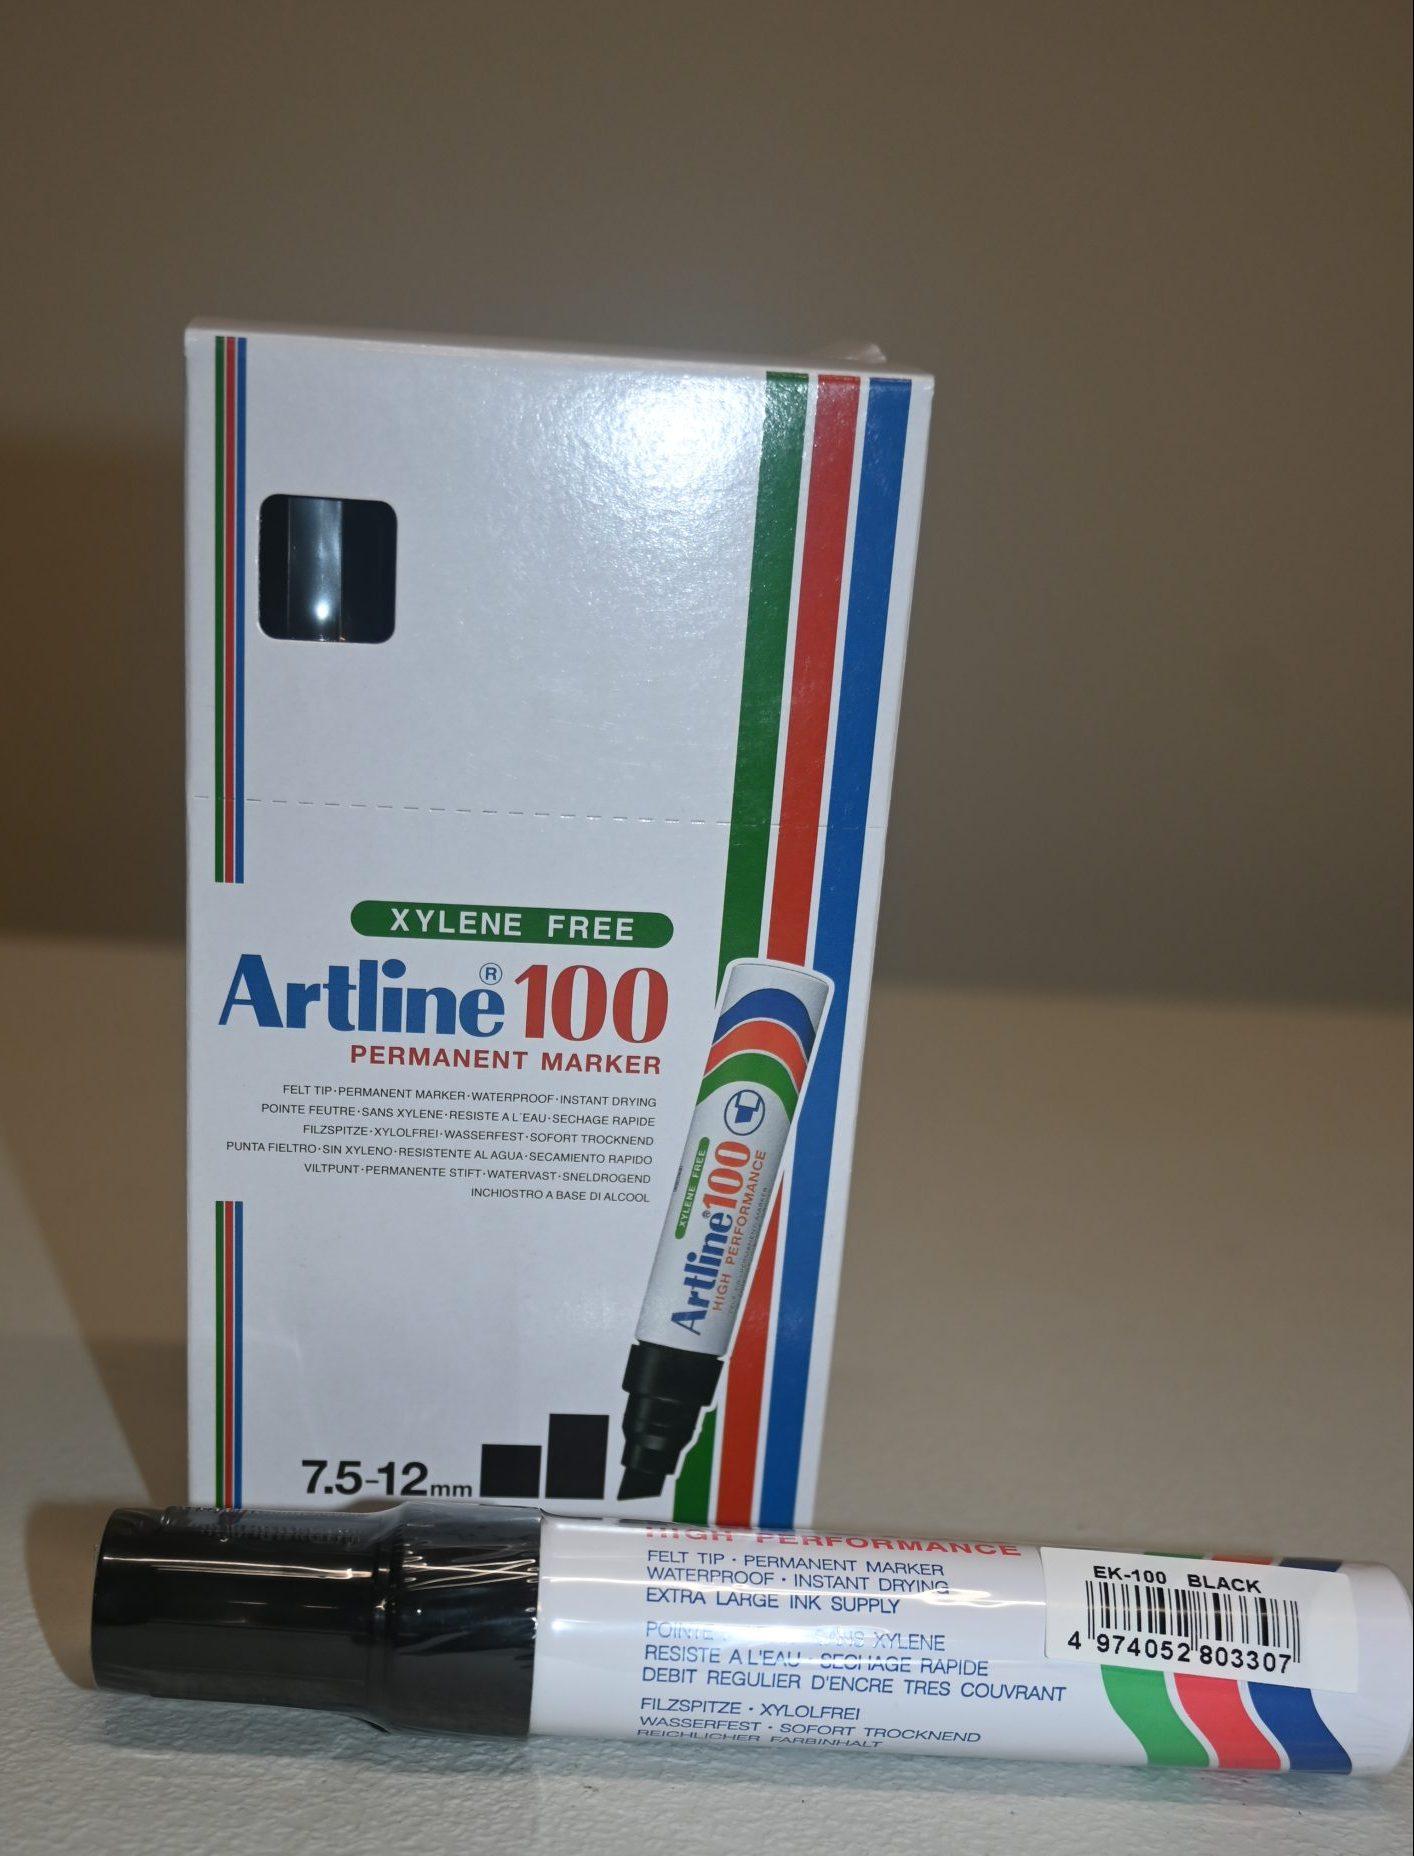 XYLENE FREE
Artline® 100
PERMANENT MARKER
FELT TIP·PERMANENT MARKER·WATERPROOF·INSTANT DRYING
POINTE FEUTRE·SANS XYLENE·RESISTE A L'EAU·SECHAGE RAPIDE
FILZSPITZE·XYLOLFREI·WASSERFEST·SOFORT TROCKNEND
PUNTA FIELTRO·SIN XYLENO·RESISTENTE AL AGUA·SECAMIENTO RAPIDO
VILTPUNT·PERMANENTE STIFT·WATERVAST·SNELDROGEND
INCHIOSTRO A BASE DI ALCOOL
XYLENE FREE
Artline® 100
HIGH PERFORMANCE
7.5-12mm
HIGH PERFORMANCE
FELT TIP · PERMANENT MARKER
WATERPROOF · INSTANT DRYING
EXTRA LARGE INK SUPPLY
POINTE SANS XYLENE
RESISTE A L'EAU · SECHAGE RAPIDE
DEBIT REGULIER D'ENCRE TRES COUVRANT
FILZSPITZE · XYLOLFREI
WASSERFEST · SOFORT TROCKNEND
REICHLICHER FARBINHALT
EK-100 BLACK
4 974052 803307